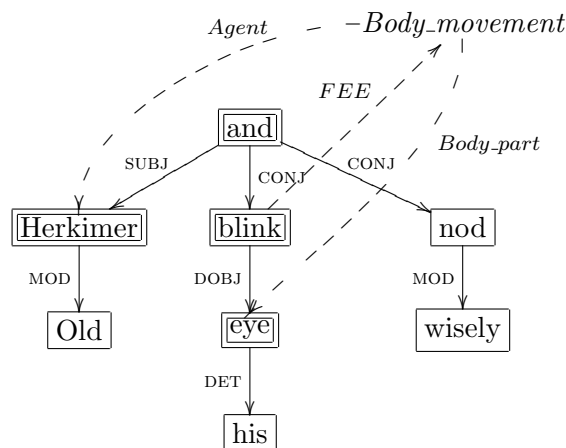 Agent
–Body_movement
FEE
and
Body_part
SUBJ
CONJ
CONJ
Herkimer
blink
nod
MOD
DOBJ
MOD
Old
eye
wisely
DET
his